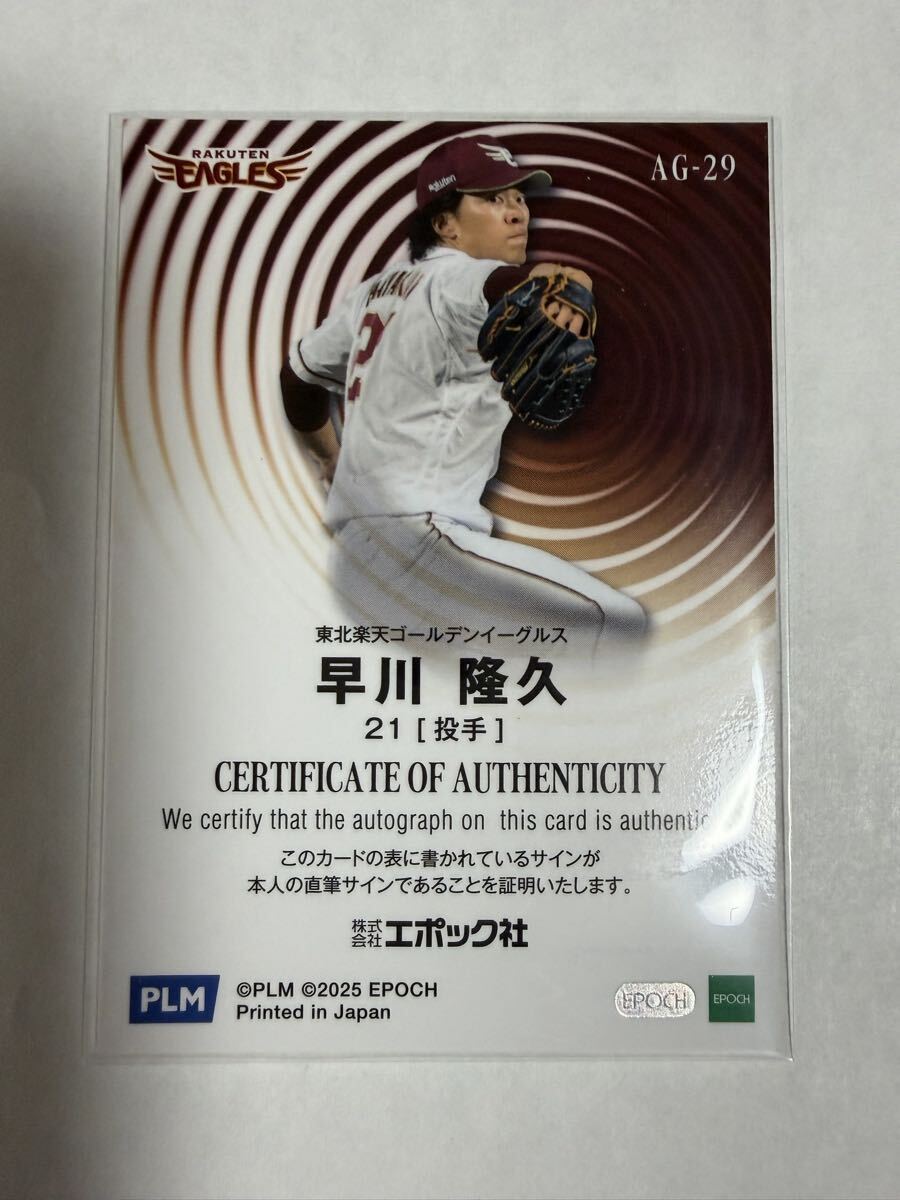 RAKUTEN
EAGLES
AG-29
Rakuten
東北楽天ゴールデンイーグルス
早川 隆久
21 [ 投手 ]
CERTIFICATE OF AUTHENTICITY
We certify that the autograph on this card is authentic
このカードの表に書かれているサインが
本人の直筆サインであることを証明いたします。
株式会社エポック社
PLM
©PLM ©2025 EPOCH
Printed in Japan
EPOCH
EPOCH